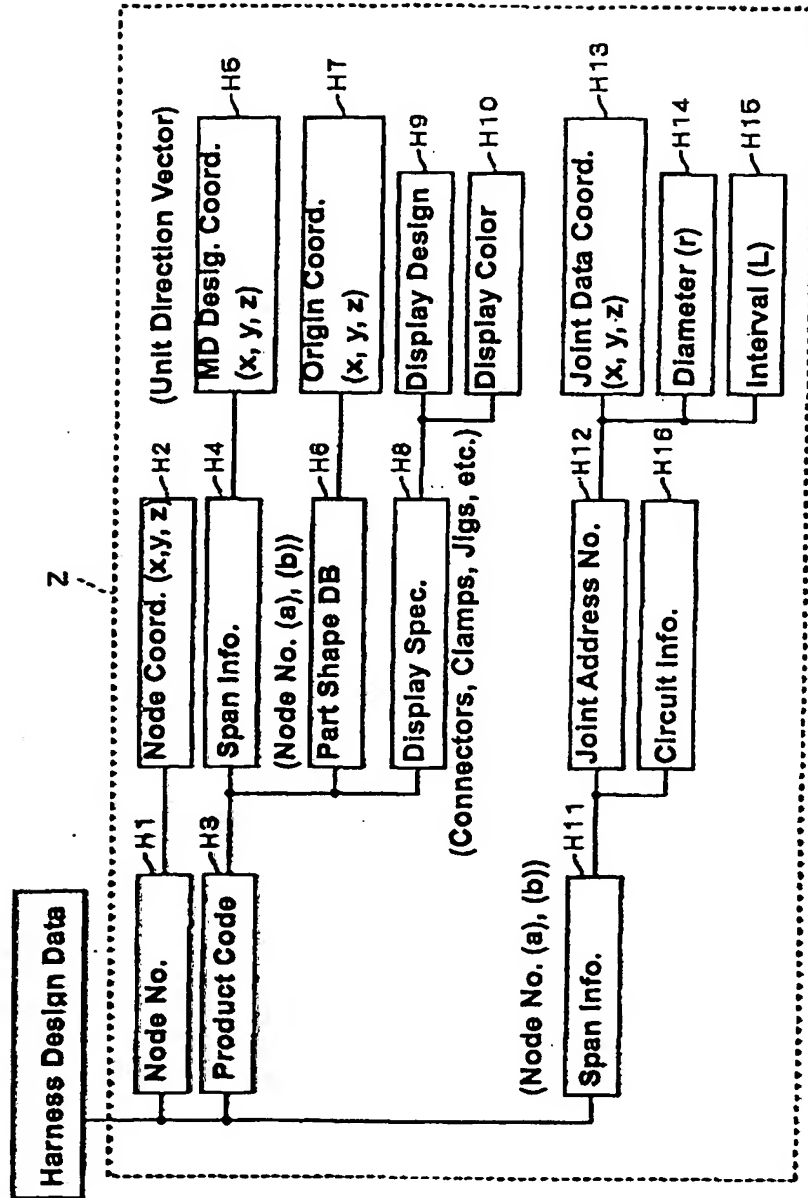 Harness Design Data
Z
Node No.
H1
Node Coord. (x,y, z)
H2
(Unit Direction Vector)
Product Code
H3
Span Info.
H4
MD Desig. Coord.
(x, y, z)
H5
(Node No. (a), (b))
Part Shape DB
H6
Origin Coord.
(x, y, z)
H7
Display Spec.
H8
Display Design
H9
Display Color
H10
(Connectors, Clamps, Jigs, etc.)
(Node No. (a), (b))
Span Info.
H11
Joint Address No.
H12
Joint Data Coord.
(x, y, z)
H13
Diameter (r)
H14
Interval (L)
H15
Circuit Info.
H16